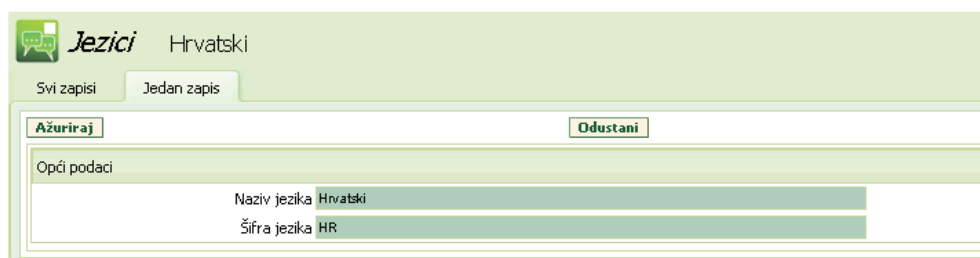 Jezici Hrvatski
Svi zapisi Jedan zapis
Ažuriraj Odustani
Opći podaci
Naziv jezika Hrvatski
Šifra jezika HR